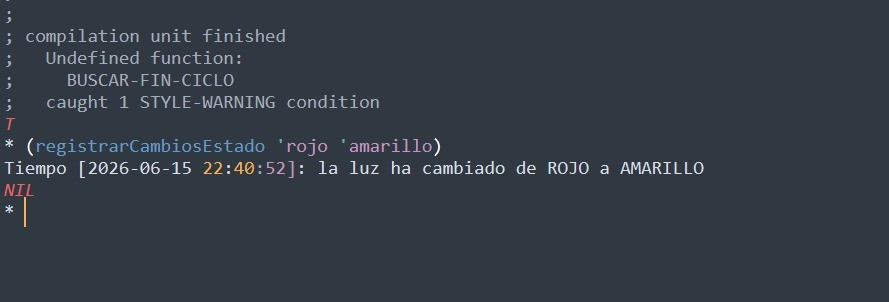 ;
; compilation unit finished
;   Undefined function:
;     BUSCAR-FIN-CICLO
;   caught 1 STYLE-WARNING condition
T
* (registrarCambiosEstado 'rojo 'amarillo)
Tiempo [2026-06-15 22:40:52]: la luz ha cambiado de ROJO a AMARILLO
NIL
*